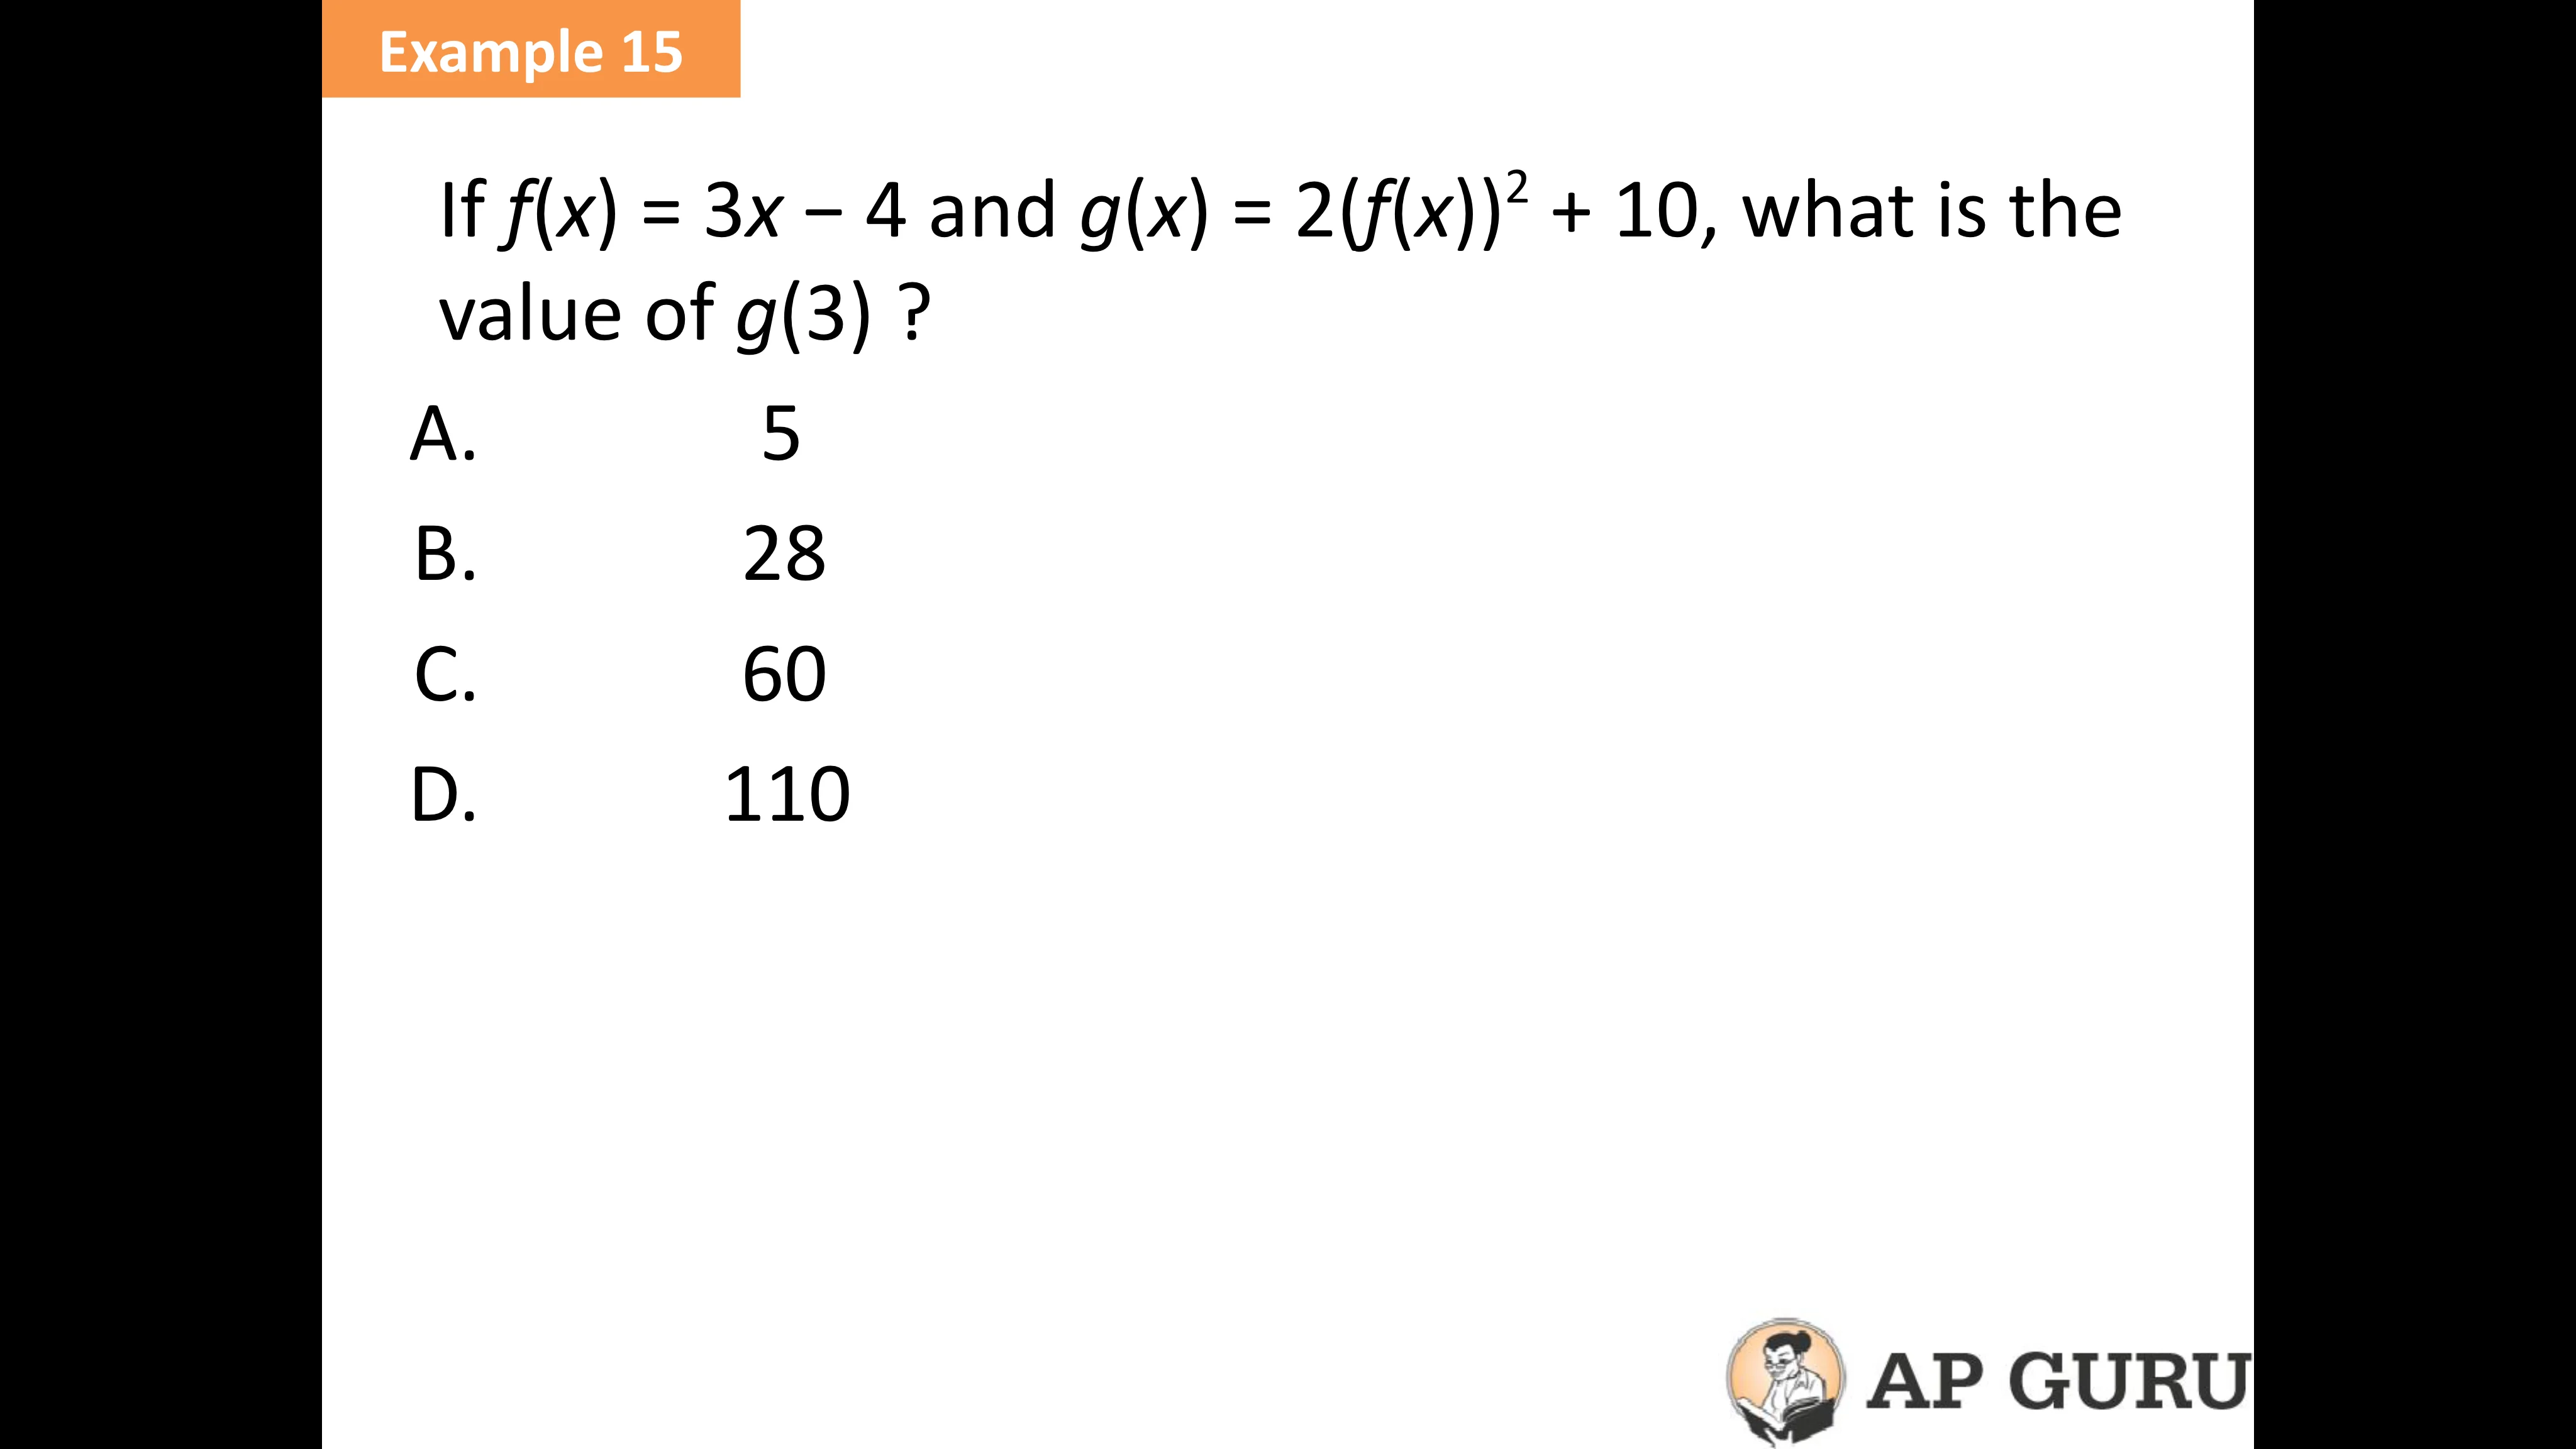 Example 15
If f(x) = 3x – 4 and g(x) = 2(f(x))² + 10, what is the
value of g(3) ?
A. 5
B. 28
C. 60
D. 110
AP GURU